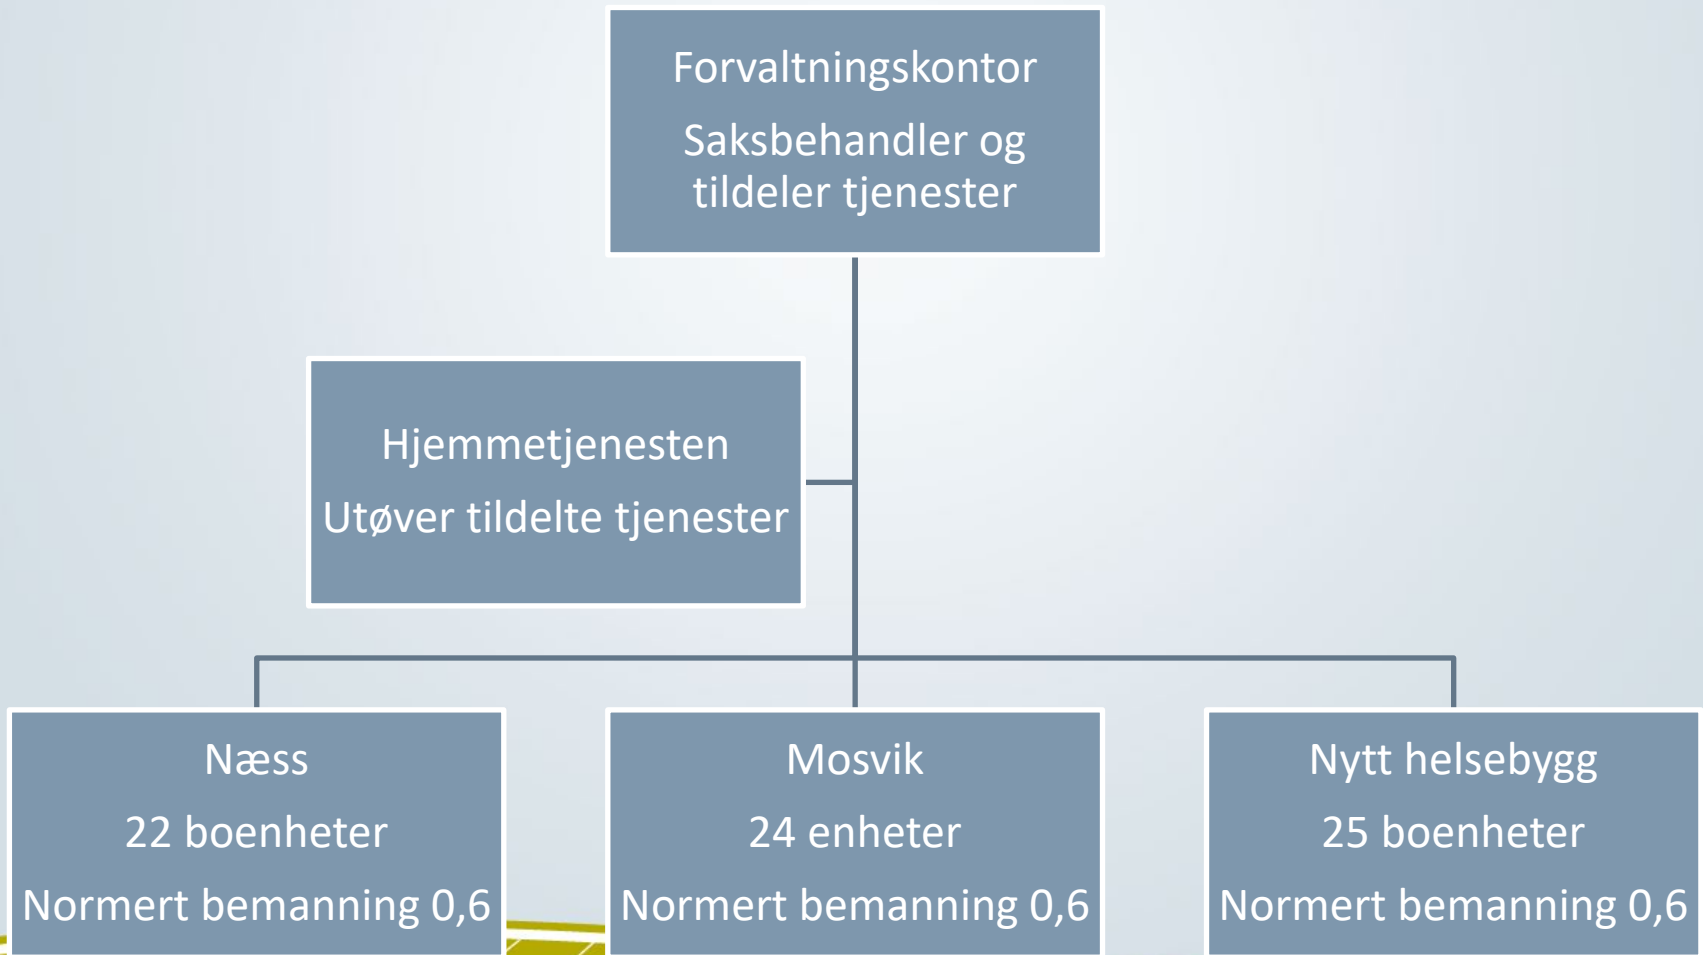 Forvaltningskontor
Saksbehandler og
tildeler tjenester
Hjemmetjenesten
Utøver tildelte tjenester
Næss
22 boenheter
Normert bemanning 0,6
Mosvik
24 enheter
Normert bemanning 0,6
Nytt helsebygg
25 boenheter
Normert bemanning 0,6